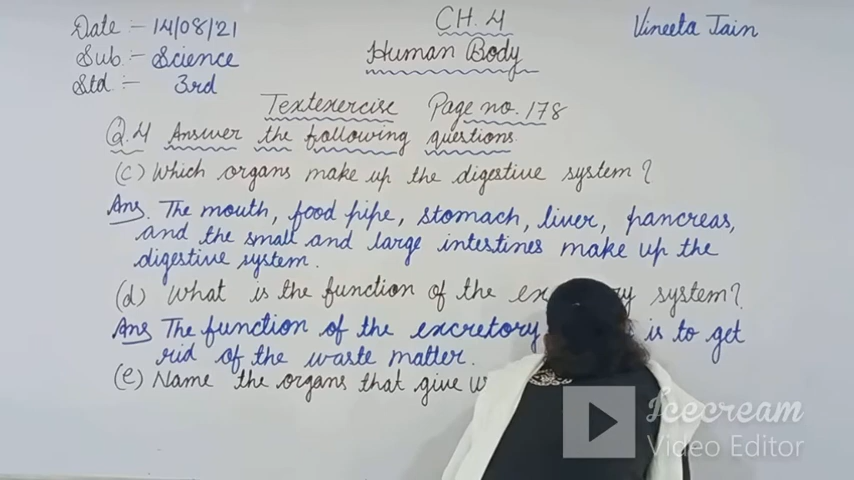 Date :- 14/08/21
CH. 4
Vineeta Jain
Sub :- Science
Human Body
Std :- 3rd
Textexercise Page no. 178
Q.4 Answer the following questions.
(c) Which organs make up the digestive system?
Ans. The mouth, food pipe, stomach, liver, pancreas,
and the small and large intestines make up the
digestive system.
(d) What is the function of the system?
Ans The function of the excretory is to get
rid of the waste matter.
(e) Name the organs that give
Icecream
Video Editor